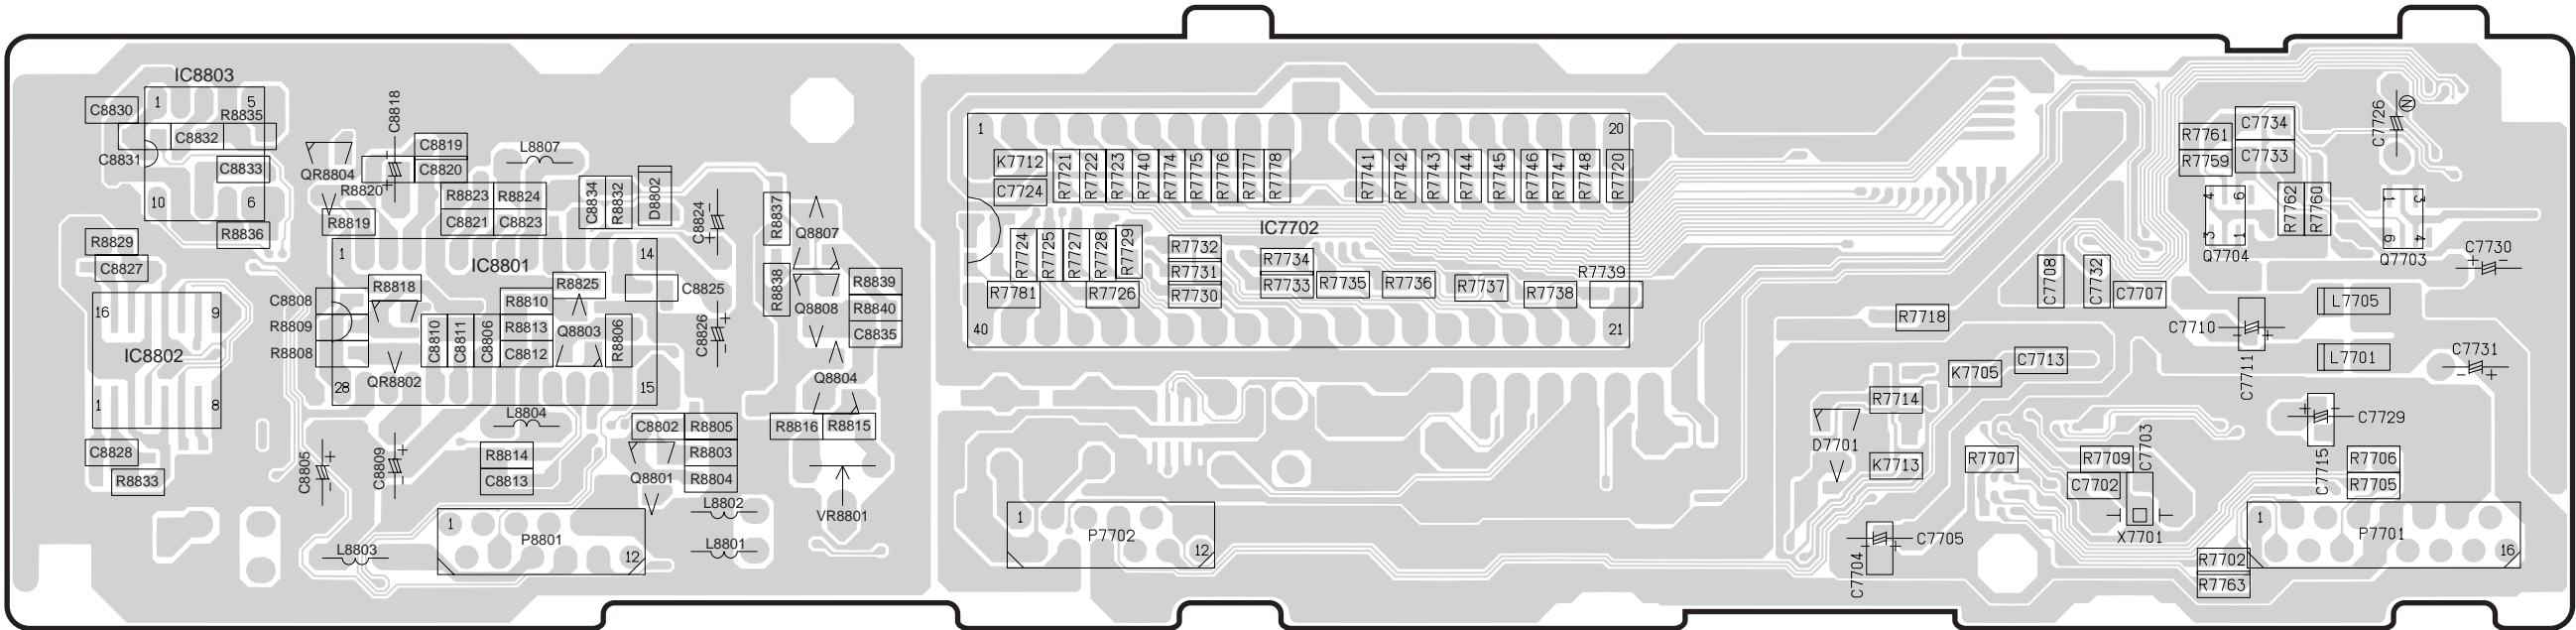 IC8803
C8830
1
5
R8835
C8832
C8831
C8833
10
6
R8836
R8829
C8827
16
9
IC8802
1
8
C8828
R8833
C8818
C8819
C8820
QR8804
R8820
R8819
L8807
R8823
R8824
C8821
C8823
C8834
R8832
D8802
C8824
-
+
1
14
IC8801
R8818
R8825
C8825
C8808
R8809
R8808
R8810
R8813
C8812
C8810
C8811
C8806
Q8803
R8806
QR8802
28
15
C8826
+
-
R8837
Q8807
R8838
Q8808
R8839
R8840
C8835
Q8804
R8816
R8815
VR8801
L8804
C8802
R8805
R8803
R8804
Q8801
R8814
C8813
C8805
+
-
C8809
+
-
L8802
L8801
L8803
1
P8801
12
1
20
K7712
C7724
R7721
R7722
R7723
R7740
R7774
R7775
R7776
R7777
R7778
R7741
R7742
R7743
R7744
R7745
R7746
R7747
R7748
R7720
IC7702
R7724
R7725
R7727
R7728
R7729
R7732
R7731
R7730
R7734
R7733
R7735
R7736
R7737
R7738
R7739
R7781
R7726
40
21
1
P7702
12
R7718
K7705
C7713
R7714
D7701
K7713
R7707
C7704
C7705
+
C7708
C7732
C7707
R7761
R7759
C7734
C7733
4
6
3
1
Q7704
R7762
R7760
C7726
N
1
3
6
4
Q7703
C7730
+
-
C7710
C7711
+
L7705
L7701
C7731
-
+
C7729
+
-
C7715
R7706
R7705
R7709
C7703
C7702
X7701
1
P7701
16
R7702
R7763